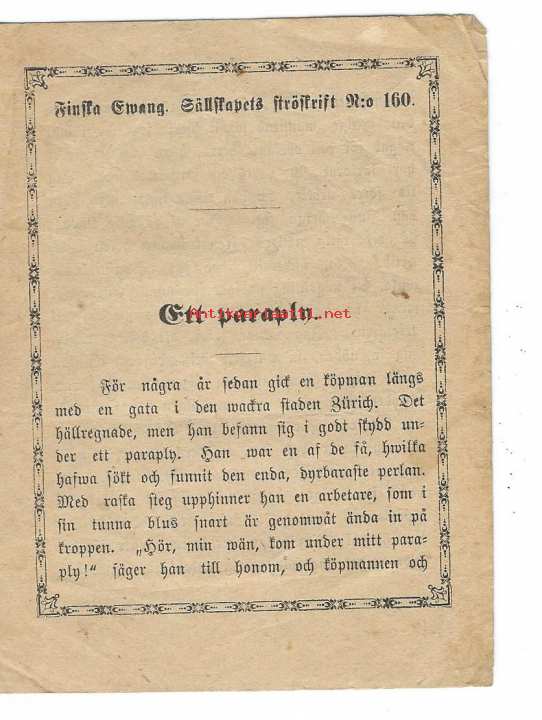 Finska Ewang. Sällskapets ströskrift N:o 160.
Ett paraply.
För några år sedan gick en köpman längs
med en gata i den wackra staden Zürich. Det
hällregnade, men han befann sig i godt skydd un-
der ett paraply. Han war en af de få, hwilka
hafwa sökt och funnit den enda, dyrbaraste perlan.
Med raska steg upphinner han en arbetare, som i
sin tunna blus snart är genomwåt ända in på
kroppen. „Hör, min wän, kom under mitt para-
ply!“ säger han till honom, och köpmannen och